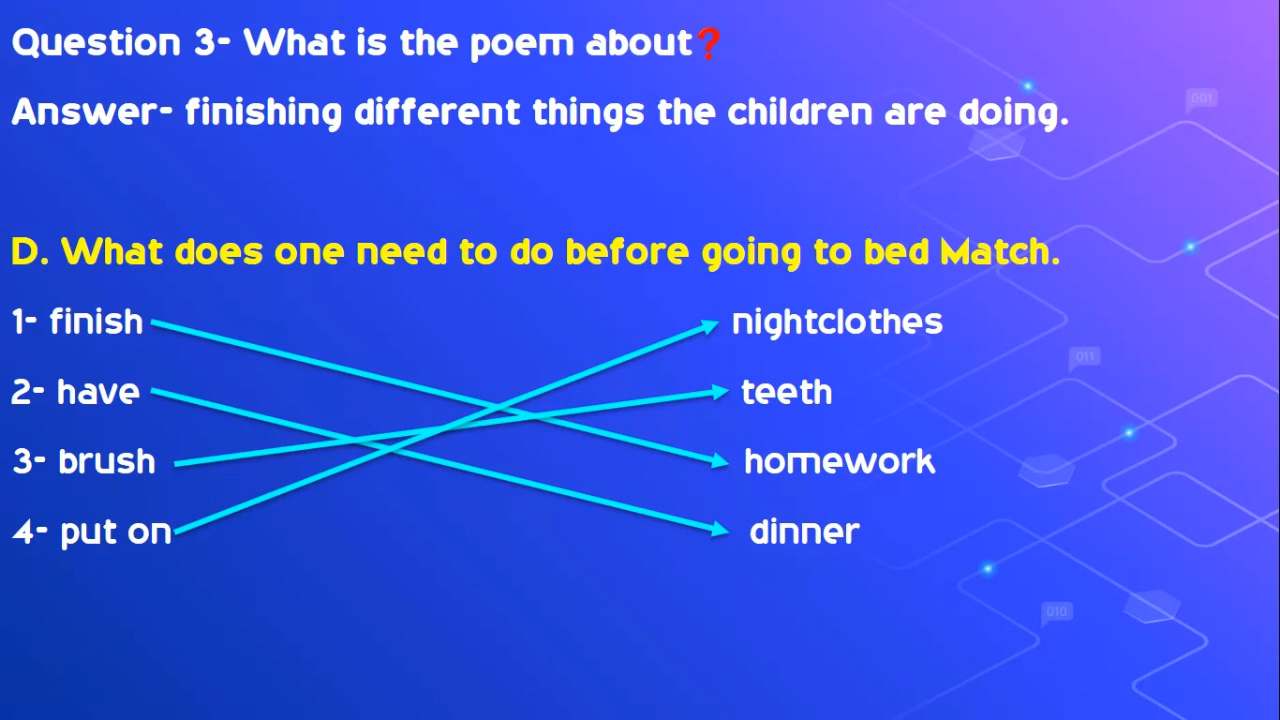 Question 3- What is the poem about❓
Answer- finishing different things the children are doing.
001
D. What does one need to do before going to bed Match.
1- finish nightclothes
011
2- have teeth
3- brush homework
4- put on dinner
010